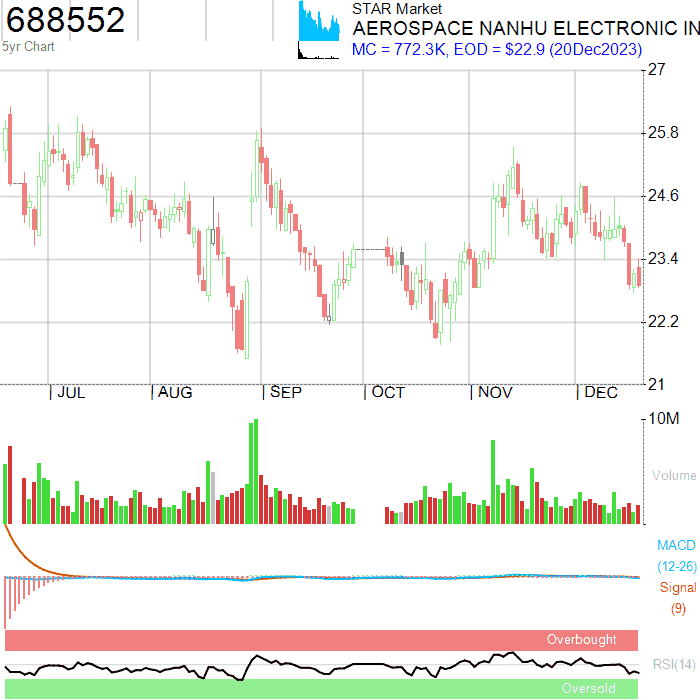 688552
5yr Chart
STAR Market
AEROSPACE NANHU ELECTRONIC IN
MC = 772.3K, EOD = $22.9 (20Dec2023)
27
25.8
24.6
23.4
22.2
21
JUL
AUG
SEP
OCT
NOV
DEC
10M
Volume
MACD
(12-26)
Signal
(9)
Overbought
RSI(14)
Oversold